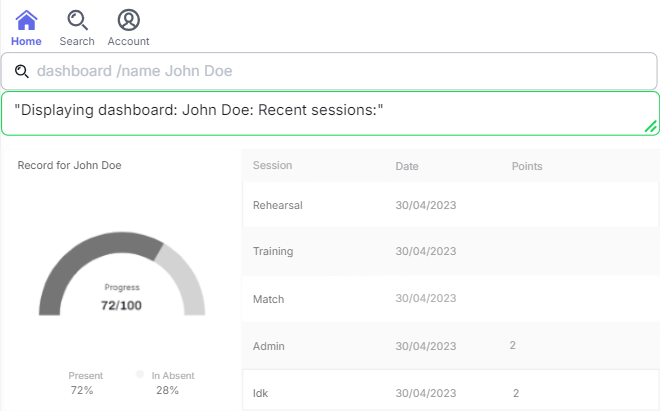 Home Search Account
dashboard /name John Doe
"Displaying dashboard: John Doe: Recent sessions:"
Record for John Doe
Progress
72/100
Present In Absent
72% 28%
Session Date Points
Rehearsal 30/04/2023
Training 30/04/2023
Match 30/04/2023
Admin 30/04/2023 2
Idk 30/04/2023 2